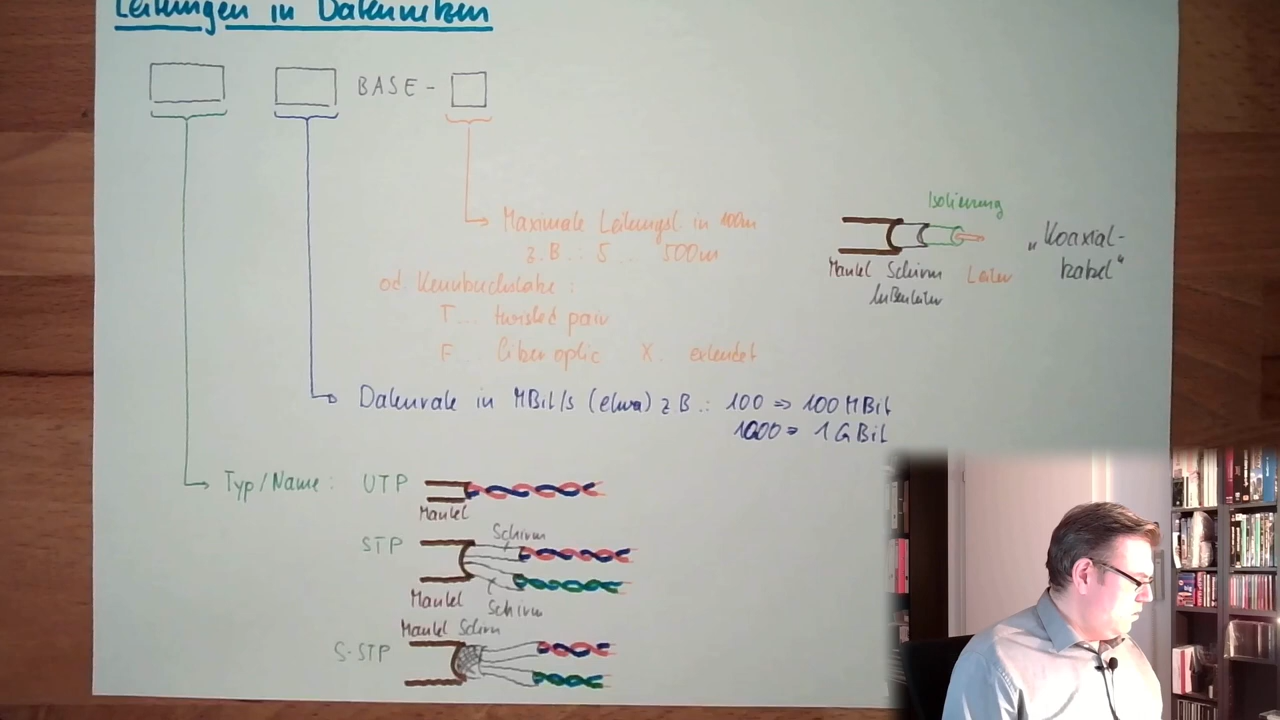 Leitungen in Datennetzen
BASE -
Maximale Leitungsl. in 100m
z.B.: 5 ... 500m
od. Kennbuchstabe:
T... twisted pair
F fiber optic X. extendet
Datenrate in MBit/s (etwa) z B.: 100 => 100 MBit
1000 => 1 GBit
Typ/Name: UTP
Mantel
STP
Schirm
Mantel Schirm
Mantel Schirm
S-STP
Isolierung
Mantel Schirm Leiter
Außenleiter
„Koaxial-
kabel"